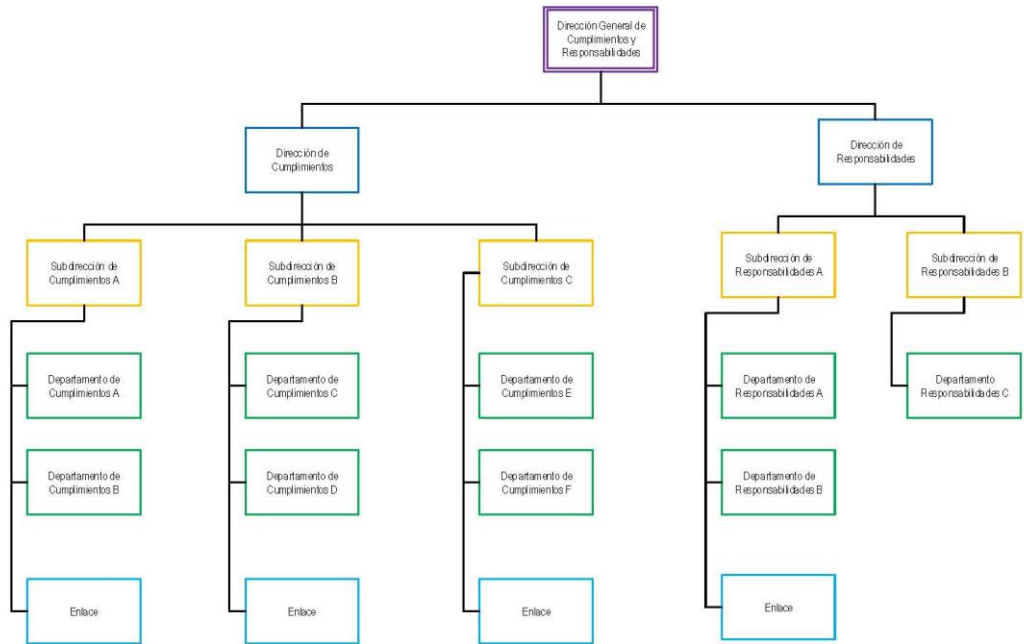 Dirección General de
Cumplimientos y
Responsabilidades
Dirección de
Cumplimientos
Dirección de
Responsabilidades
Subdirección de
Cumplimientos A
Subdirección de
Cumplimientos B
Subdirección de
Cumplimientos C
Subdirección de
Responsabilidades A
Subdirección de
Responsabilidades B
Departamento de
Cumplimientos A
Departamento de
Cumplimientos C
Departamento de
Cumplimientos E
Departamento de
Responsabilidades A
Departamento
Responsabilidades C
Departamento de
Cumplimientos B
Departamento de
Cumplimientos D
Departamento de
Cumplimientos F
Departamento de
Responsabilidades B
Enlace
Enlace
Enlace
Enlace